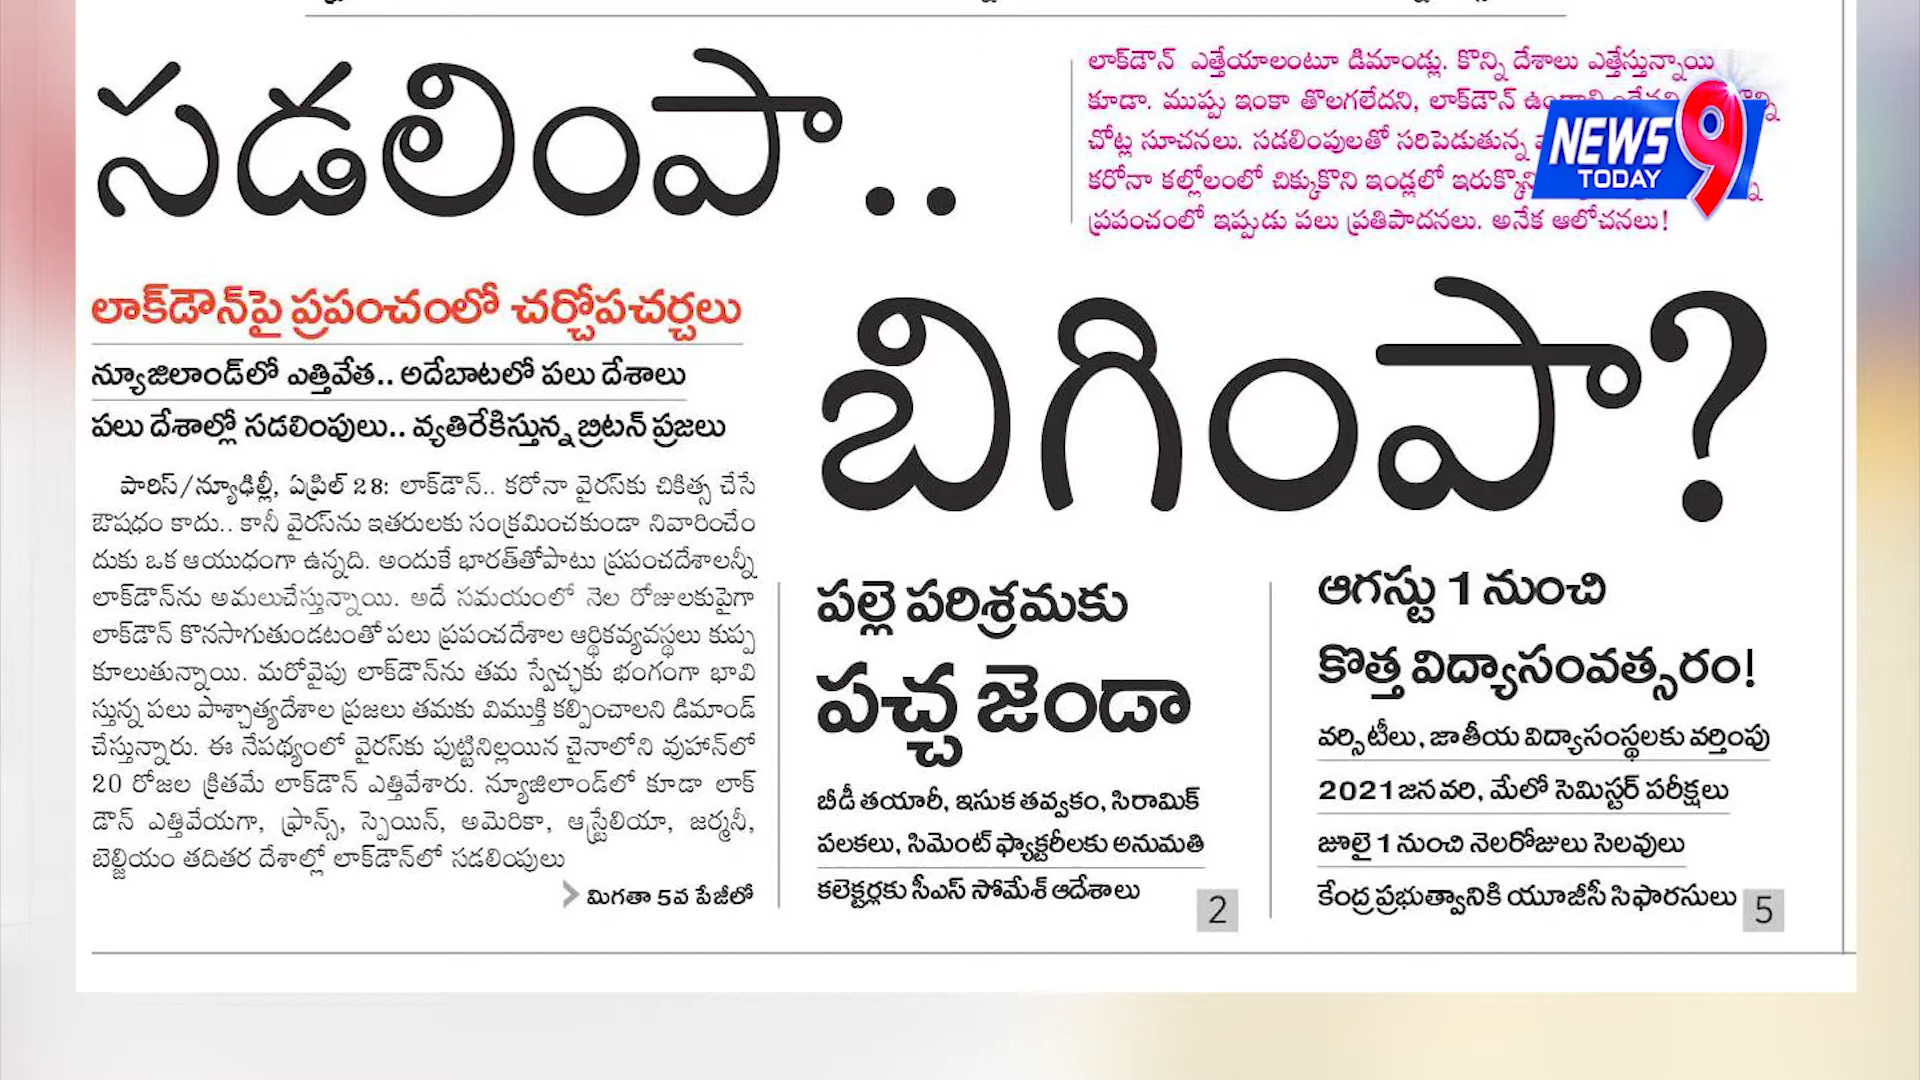 సడలింపా..
లాక్‌డౌన్ ఎత్తేయాలంటూ డిమాండ్లు. కొన్ని దేశాలు ఎత్తేస్తున్నాయి
కూడా. ముప్పు ఇంకా తొలగలేదని, లాక్‌డౌన్
చోట్ల సూచనలు. సడలింపులతో సరిపెడుతున్న
కరోనా కల్లోలంలో చిక్కుకొని ఇండ్లలో
ప్రపంచంలో ఇప్పుడు పలు ప్రతిపాదనలు. అనేక ఆలోచనలు!
NEWS 9
TODAY
బిగింపా?
లాక్‌డౌన్‌పై ప్రపంచంలో చర్చోపచర్చలు
న్యూజిలాండ్‌లో ఎత్తివేత.. అదేబాటలో పలు దేశాలు
పలు దేశాల్లో సడలింపులు.. వ్యతిరేకిస్తున్న బ్రిటన్ ప్రజలు
పారిస్/న్యూఢిల్లీ, ఏప్రిల్ 28: లాక్‌డౌన్.. కరోనా వైరస్‌కు చికిత్స చేసే
ఔషధం కాదు.. కానీ వైరస్‌ను ఇతరులకు సంక్రమించకుండా నివారించేం
దుకు ఒక ఆయుధంగా ఉన్నది. అందుకే భారత్‌తోపాటు ప్రపంచదేశాలన్నీ
లాక్‌డౌన్‌ను అమలుచేస్తున్నాయి. అదే సమయంలో నెల రోజులకుపైగా
లాక్‌డౌన్ కొనసాగుతుండటంతో పలు ప్రపంచదేశాల ఆర్థికవ్యవస్థలు కుప్ప
కూలుతున్నాయి. మరోవైపు లాక్‌డౌన్‌ను తమ స్వేచ్ఛకు భంగంగా భావి
స్తున్న పలు పాశ్చాత్యదేశాల ప్రజలు తమకు విముక్తి కల్పించాలని డిమాండ్
చేస్తున్నారు. ఈ నేపథ్యంలో వైరస్‌కు పుట్టినిల్లయిన చైనాలోని వుహాన్‌లో
20 రోజుల క్రితమే లాక్‌డౌన్ ఎత్తివేశారు. న్యూజిలాండ్‌లో కూడా లాక్
డౌన్ ఎత్తివేయగా, ఫ్రాన్స్, స్పెయిన్, అమెరికా, ఆస్ట్రేలియా, జర్మనీ,
బెల్జియం తదితర దేశాల్లో లాక్‌డౌన్‌లో సడలింపులు
> మిగతా 5వ పేజీలో
పల్లె పరిశ్రమకు
పచ్చ జెండా
బీడీ తయారీ, ఇసుక తవ్వకం, సిరామిక్
పలకలు, సిమెంట్ ఫ్యాక్టరీలకు అనుమతి
కలెక్టర్లకు సీఎస్ సోమేశ్ ఆదేశాలు
2
ఆగస్టు 1 నుంచి
కొత్త విద్యాసంవత్సరం!
వర్సిటీలు, జాతీయ విద్యాసంస్థలకు వర్తింపు
2021 జనవరి, మేలో సెమిస్టర్ పరీక్షలు
జూలై 1 నుంచి నెలరోజులు సెలవులు
కేంద్ర ప్రభుత్వానికి యూజీసీ సిఫారసులు
5